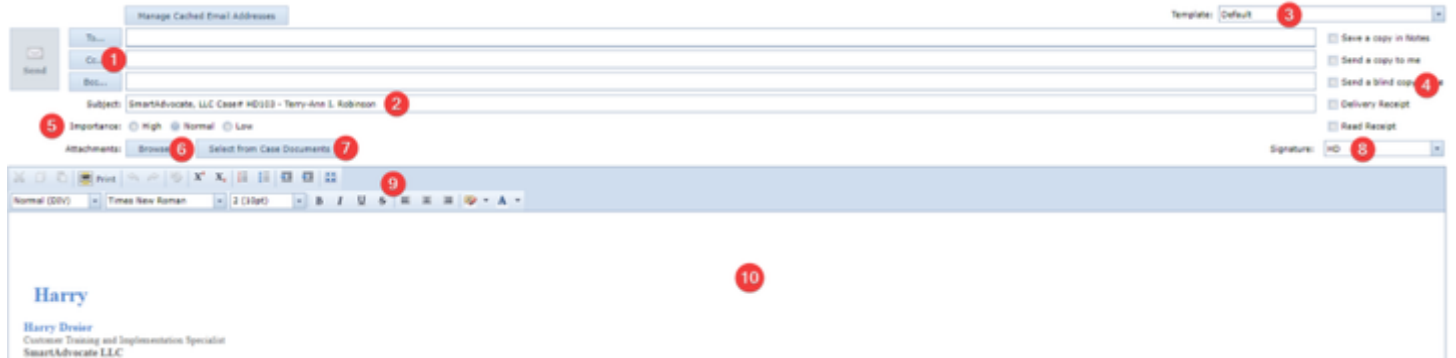 Manage Cached Email Addresses
Template: Default 3
To...
Save a copy in Notes
Send
Cc... 1
Send a copy to me
Bcc...
Send a blind copy 4
Subject: SmartAdvocate, LLC Case# HD103 - Terry-Ann S. Robinson 2
Delivery Receipt
5 Importance: High Normal Low
Read Receipt
Attachments: Browse 6 Select from Case Documents 7
Signature: HD 8
Print X X 9
Normal (DIV) Times New Roman 2 (10pt) B I U S A
10
Harry
Harry Dreier
Customer Training and Implementation Specialist
SmartAdvocate LLC